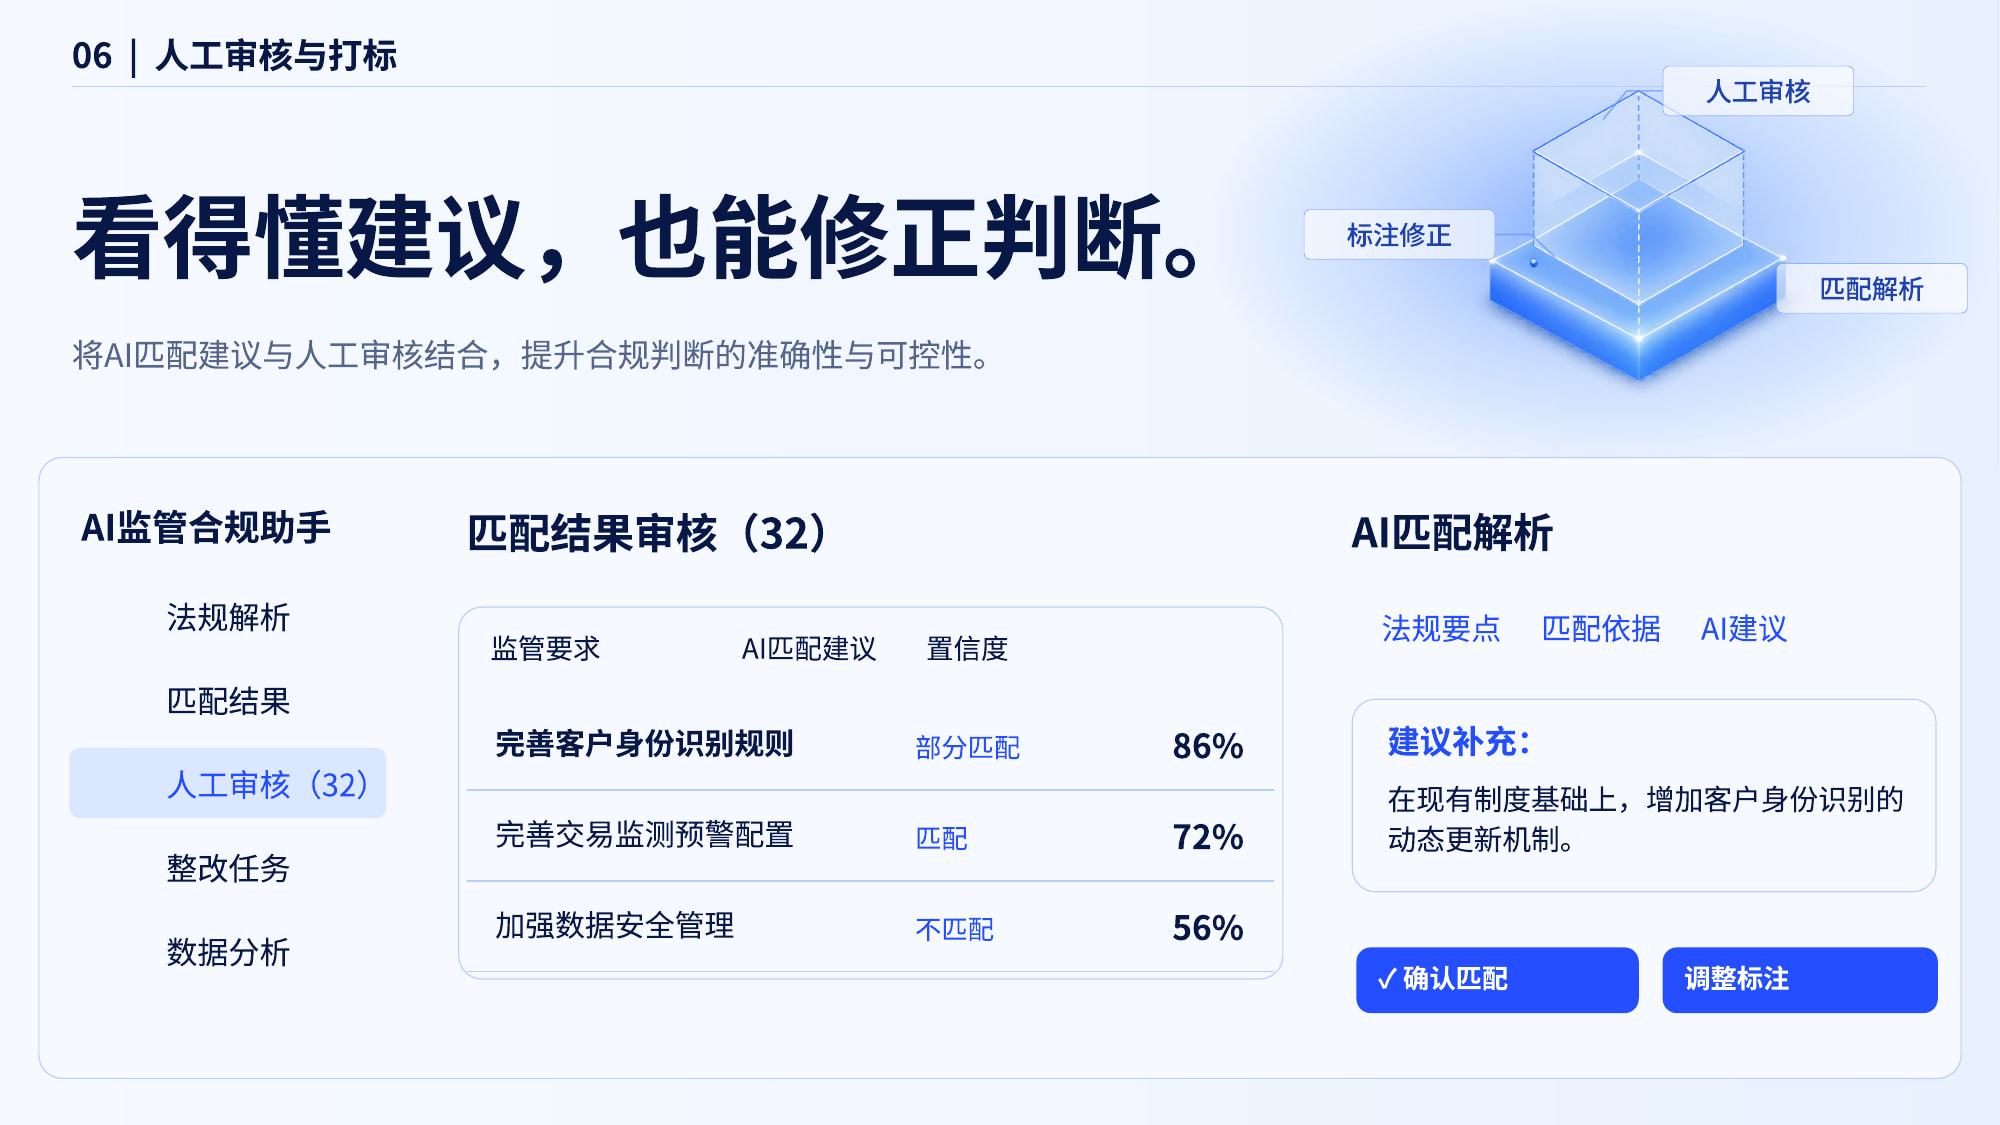 06 | 人工审核与打标
人工审核
标注修正
匹配解析
看得懂建议，也能修正判断。
将AI匹配建议与人工审核结合，提升合规判断的准确性与可控性。
AI监管合规助手
法规解析
匹配结果
人工审核（32）
整改任务
数据分析
匹配结果审核（32）
监管要求 AI匹配建议 置信度
完善客户身份识别规则 部分匹配 86%
完善交易监测预警配置 匹配 72%
加强数据安全管理 不匹配 56%
AI匹配解析
法规要点 匹配依据 AI建议
建议补充：
在现有制度基础上，增加客户身份识别的
动态更新机制。
✓ 确认匹配 调整标注